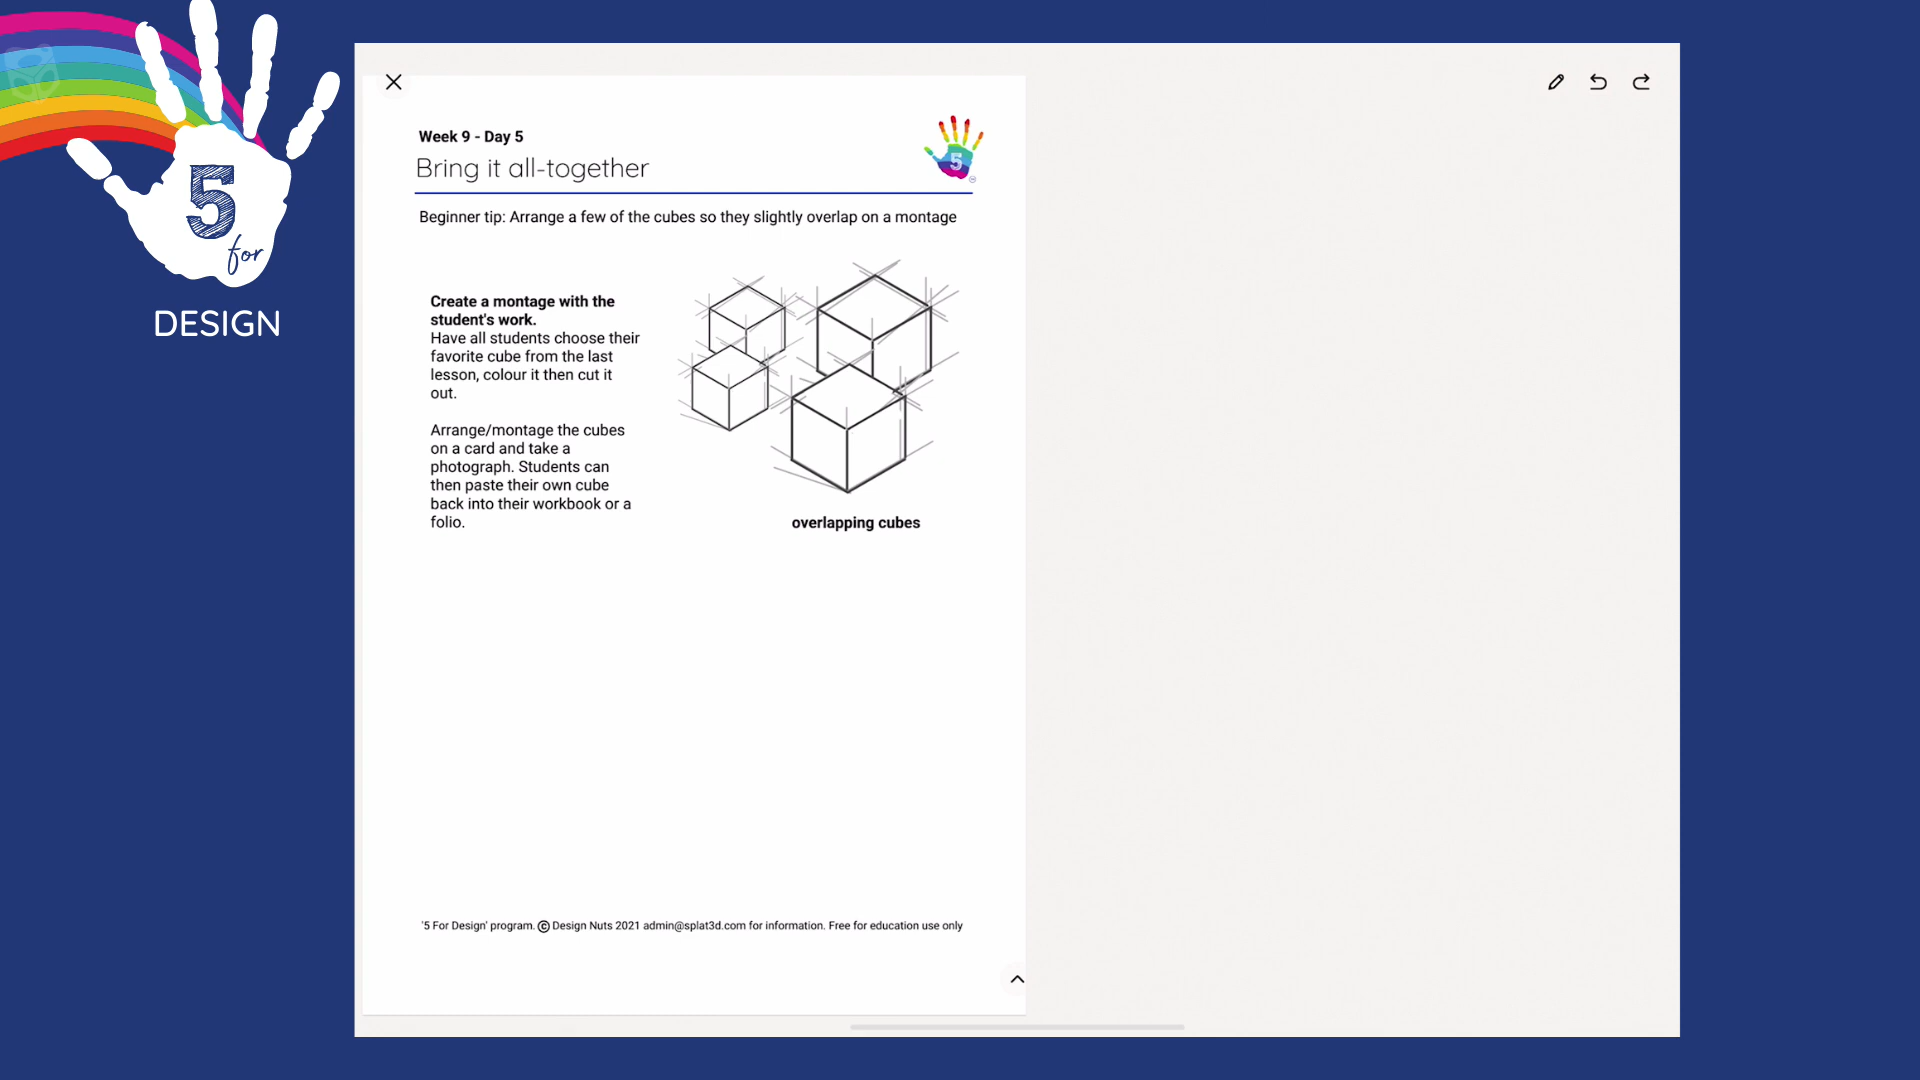 5
for
DESIGN
Week 9 - Day 5
Bring it all-together
5
Beginner tip: Arrange a few of the cubes so they slightly overlap on a montage
Create a montage with the
student's work.
Have all students choose their
favorite cube from the last
lesson, colour it then cut it
out.
Arrange/montage the cubes
on a card and take a
photograph. Students can
then paste their own cube
back into their workbook or a
folio.
overlapping cubes
'5 For Design' program. © Design Nuts 2021 admin@splat3d.com for information. Free for education use only